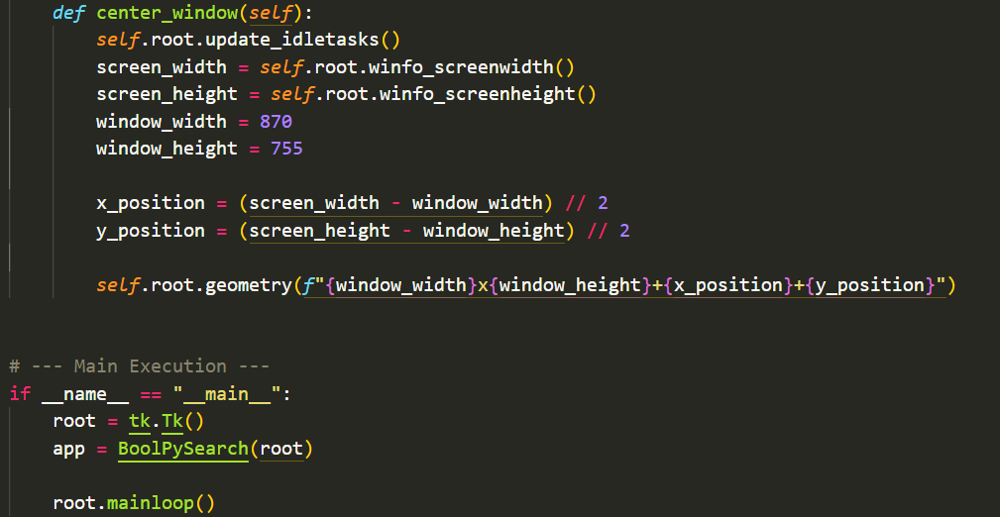 def center_window(self):
self.root.update_idletasks()
screen_width = self.root.winfo_screenwidth()
screen_height = self.root.winfo_screenheight()
window_width = 870
window_height = 755
x_position = (screen_width - window_width) // 2
y_position = (screen_height - window_height) // 2
self.root.geometry(f"{window_width}x{window_height}+{x_position}+{y_position}")
# --- Main Execution ---
if __name__ == "__main__":
root = tk.Tk()
app = BoolPySearch(root)
root.mainloop()